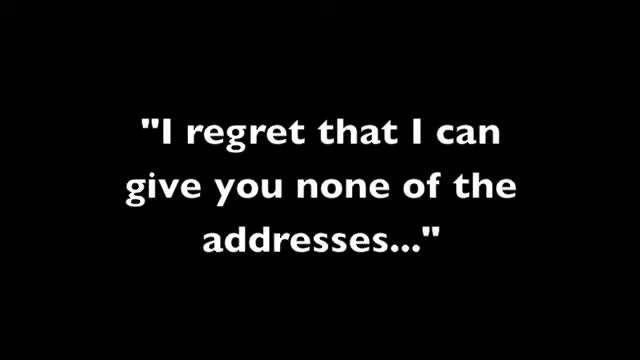 "I regret that I can
give you none of the
addresses..."